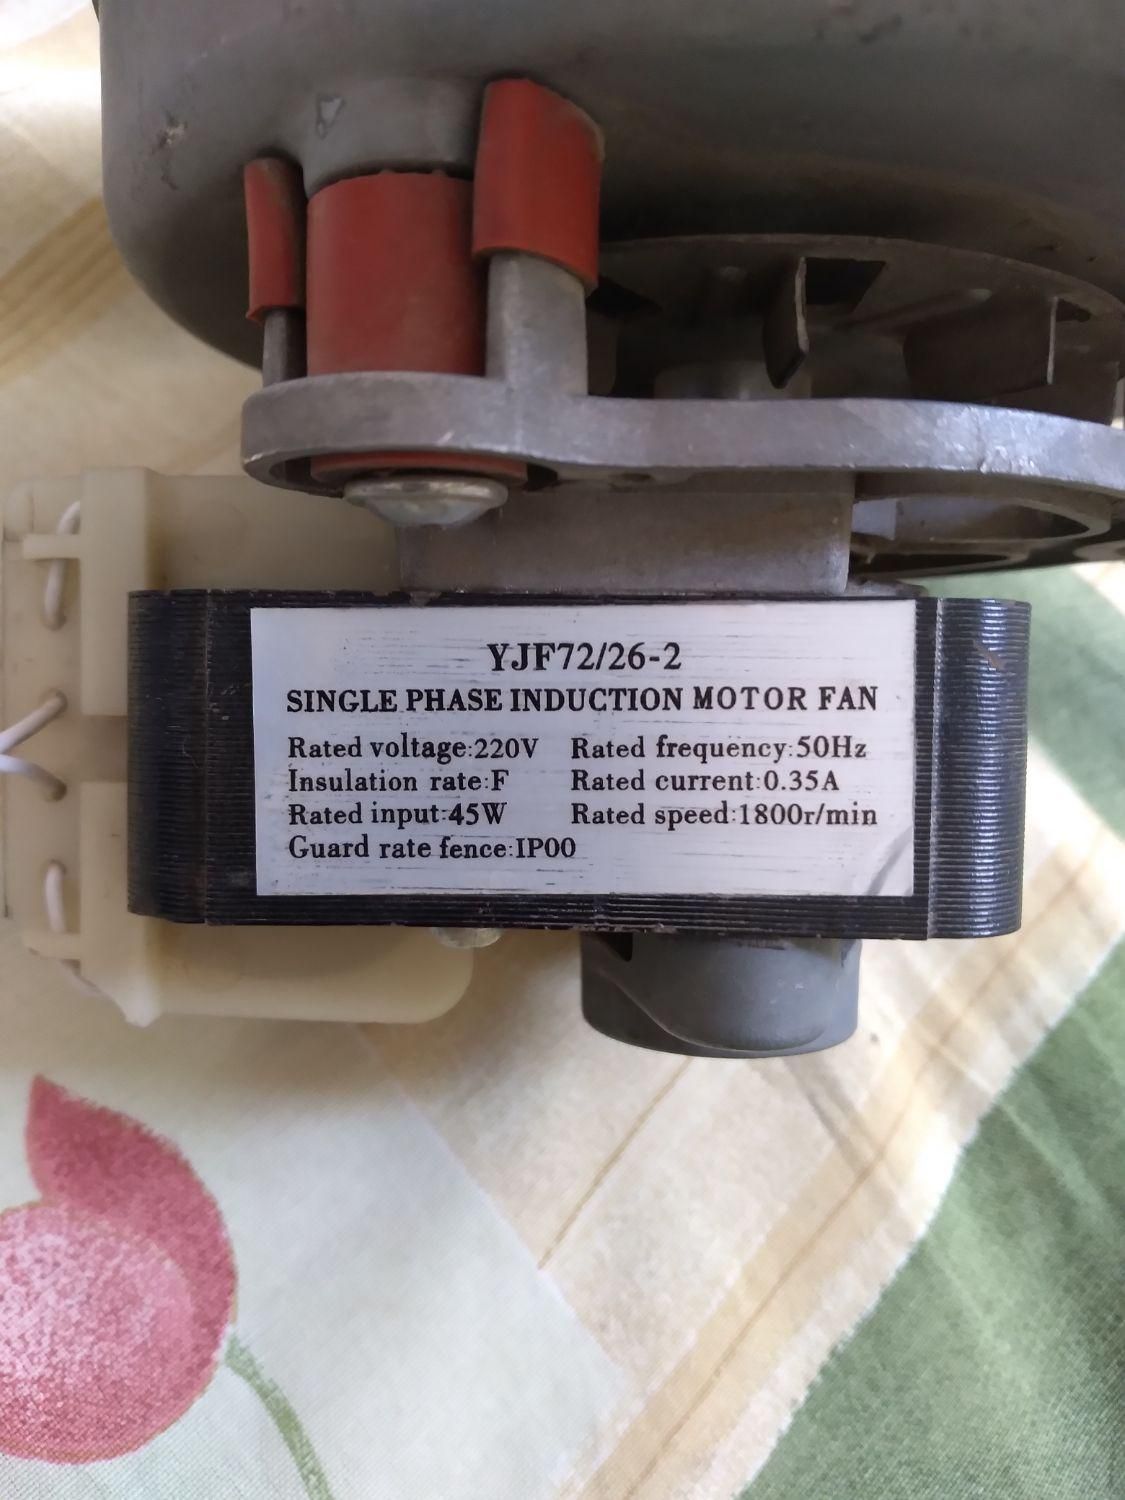 YJF72/26-2
SINGLE PHASE INDUCTION MOTOR FAN
Rated voltage:220V Rated frequency:50Hz
Insulation rate:F Rated current:0.35A
Rated input:45W Rated speed:1800r/min
Guard rate fence:IP00